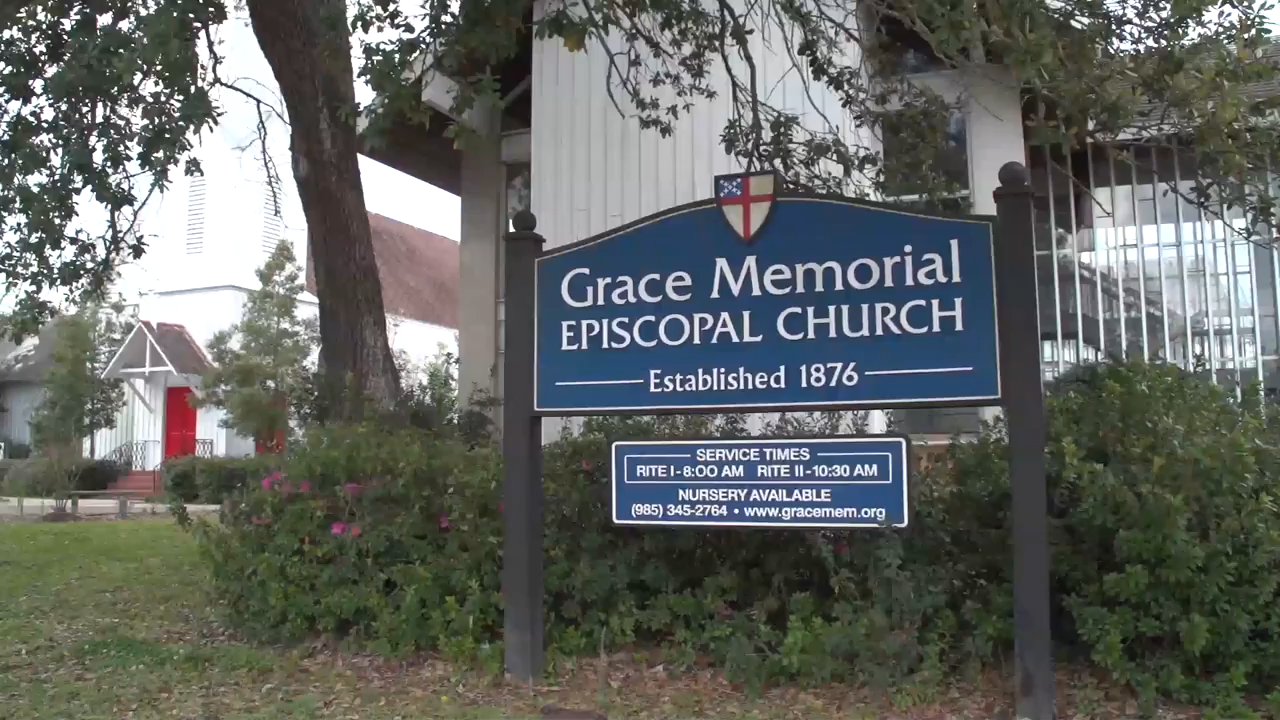 Grace Memorial
EPISCOPAL CHURCH
Established 1876
SERVICE TIMES
RITE I - 8:00 AM RITE II - 10:30 AM
NURSERY AVAILABLE
(985) 345-2764 • www.gracemem.org